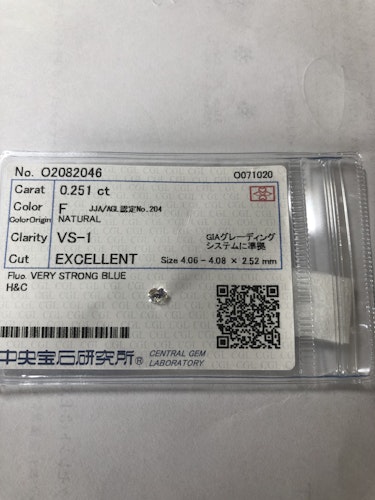 No. O2082046 O071020
Carat 0.251 ct
Color F JJA/AGL認定No.204
ColorOrigin NATURAL
Clarity VS-1 GIAグレーディング
システムに準拠
Cut EXCELLENT Size 4.06 - 4.08 × 2.52 mm
Fluo. VERY STRONG BLUE
H&C
中央宝石研究所® CENTRAL GEM
LABORATORY